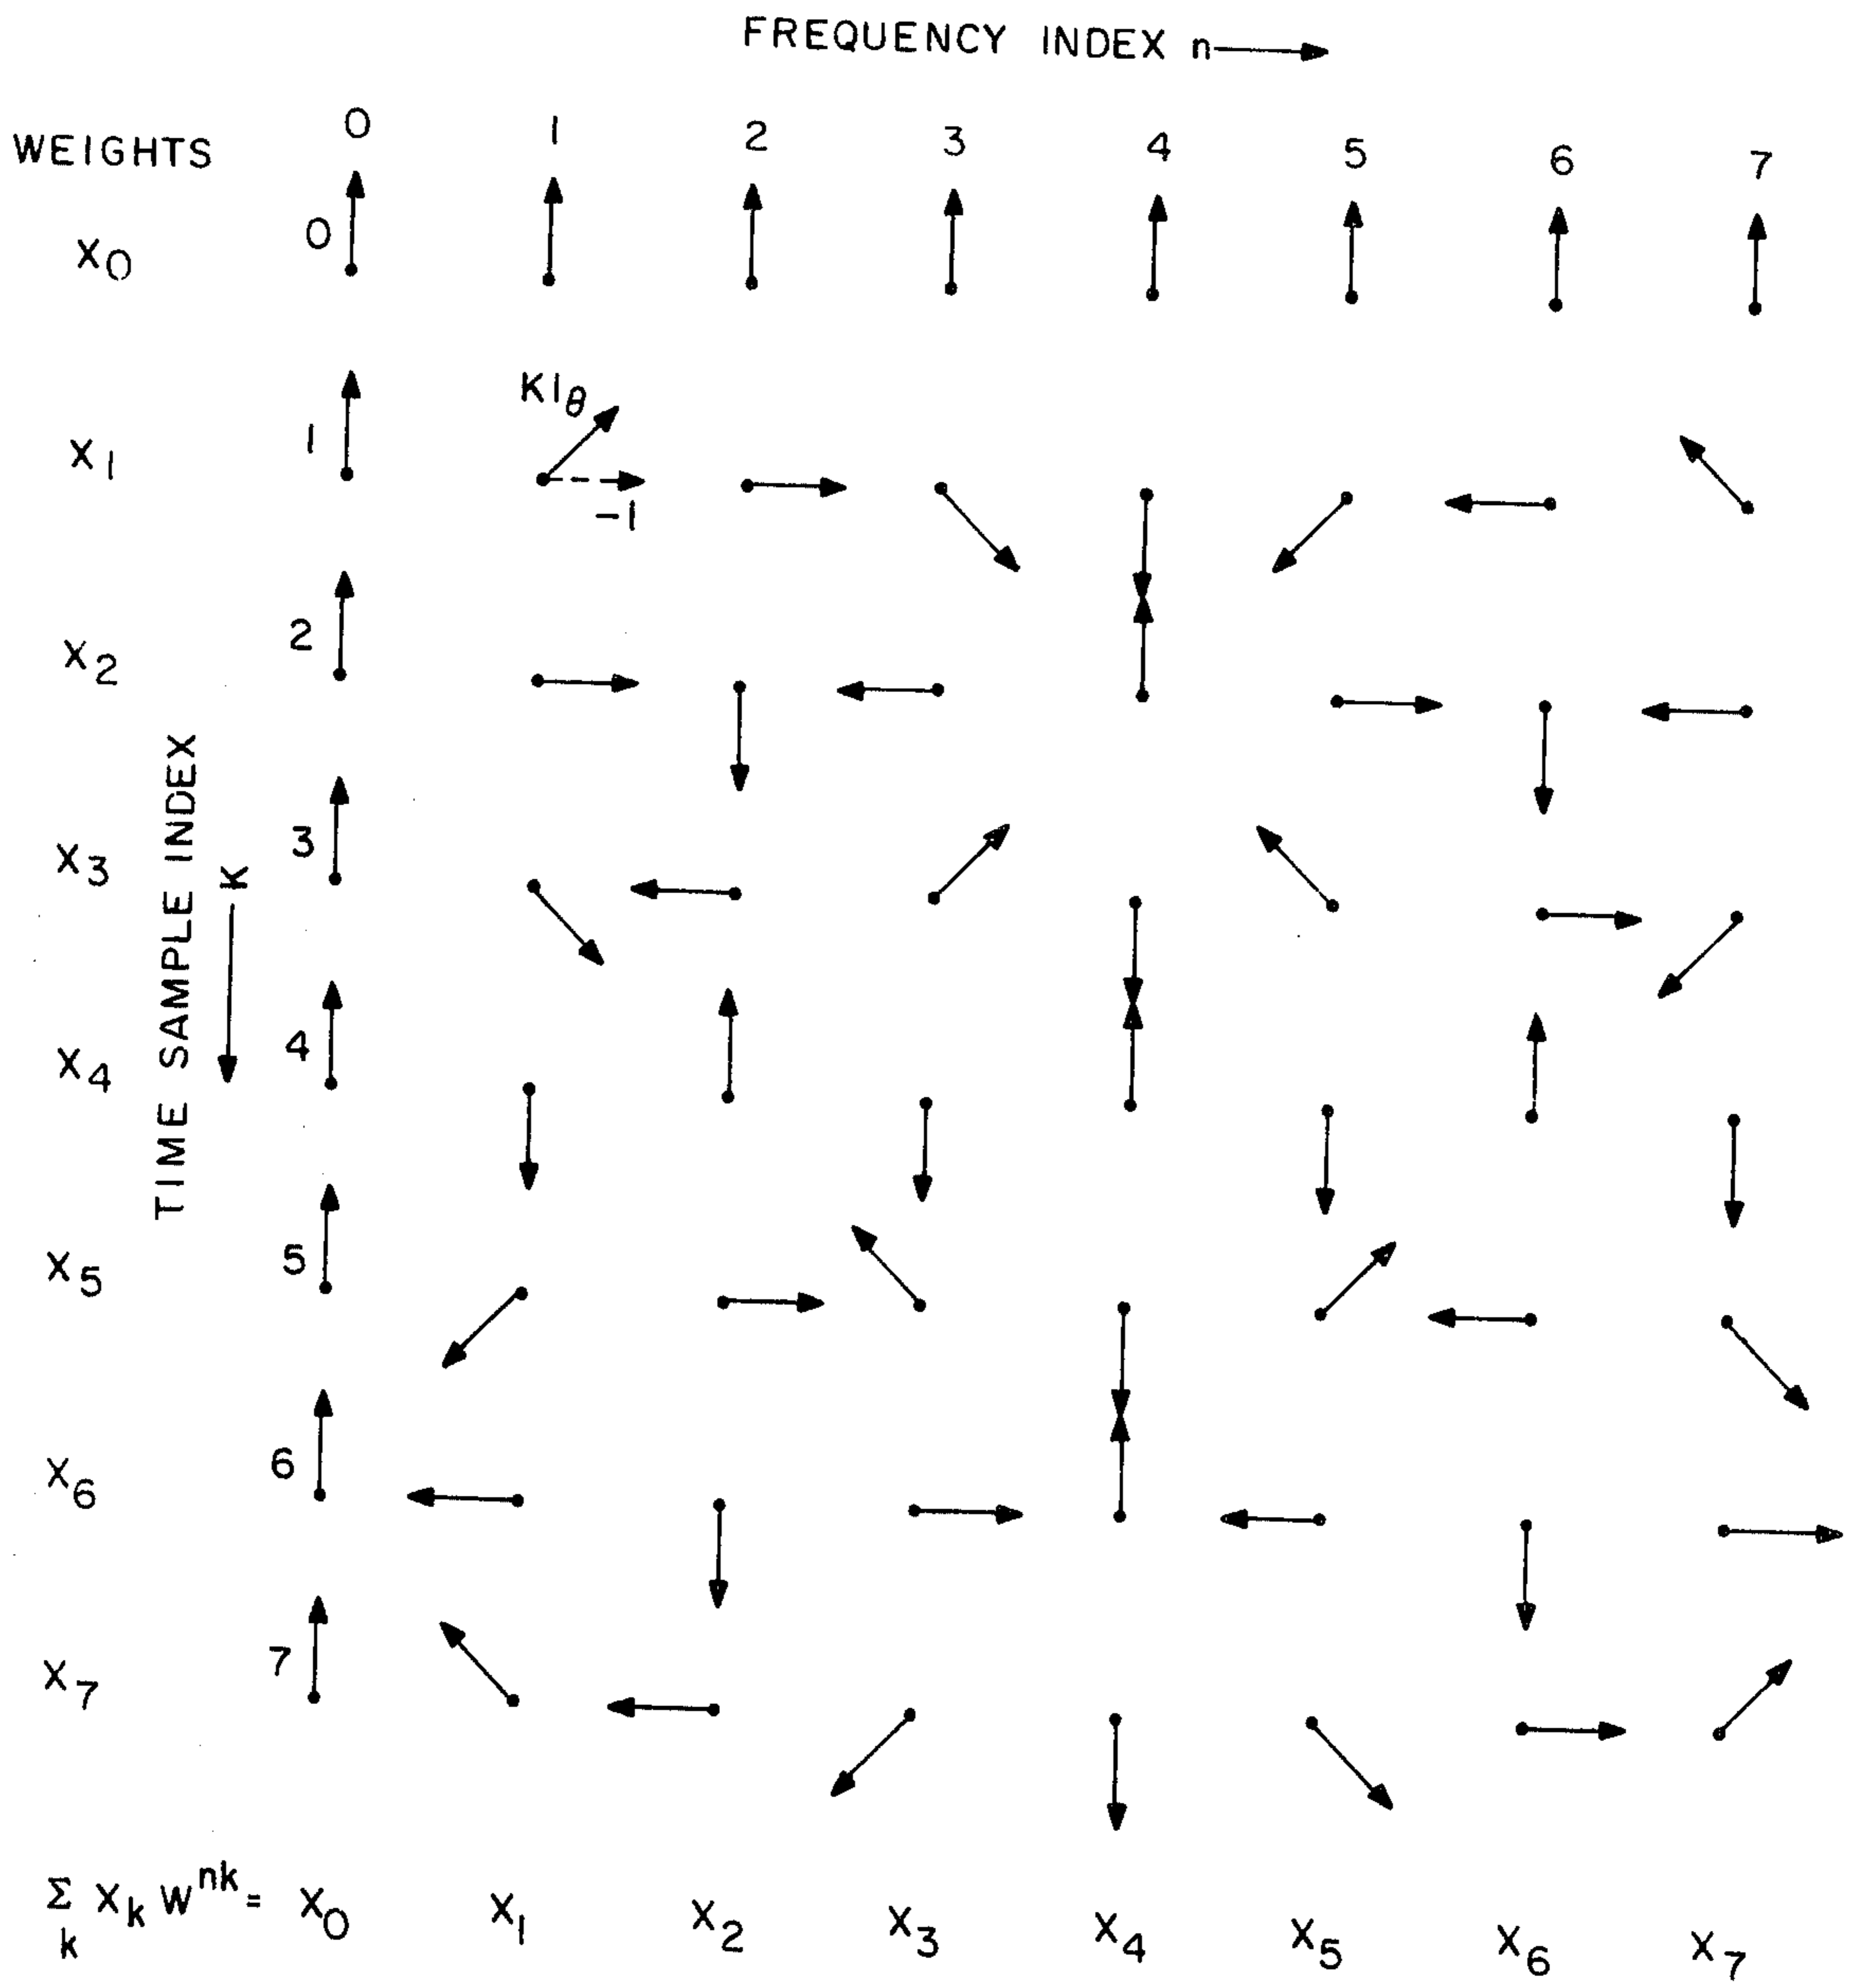 FREQUENCY INDEX n
WEIGHTS 0 1 2 3 4 5 6 7
X0 0
X1 1 K1θ
-1
X2 2
X3 3
X4 4
X5 5
X6 6
X7 7
TIME SAMPLE INDEX
K
Σ Xk W^nk = X0 X1 X2 X3 X4 X5 X6 X7
k